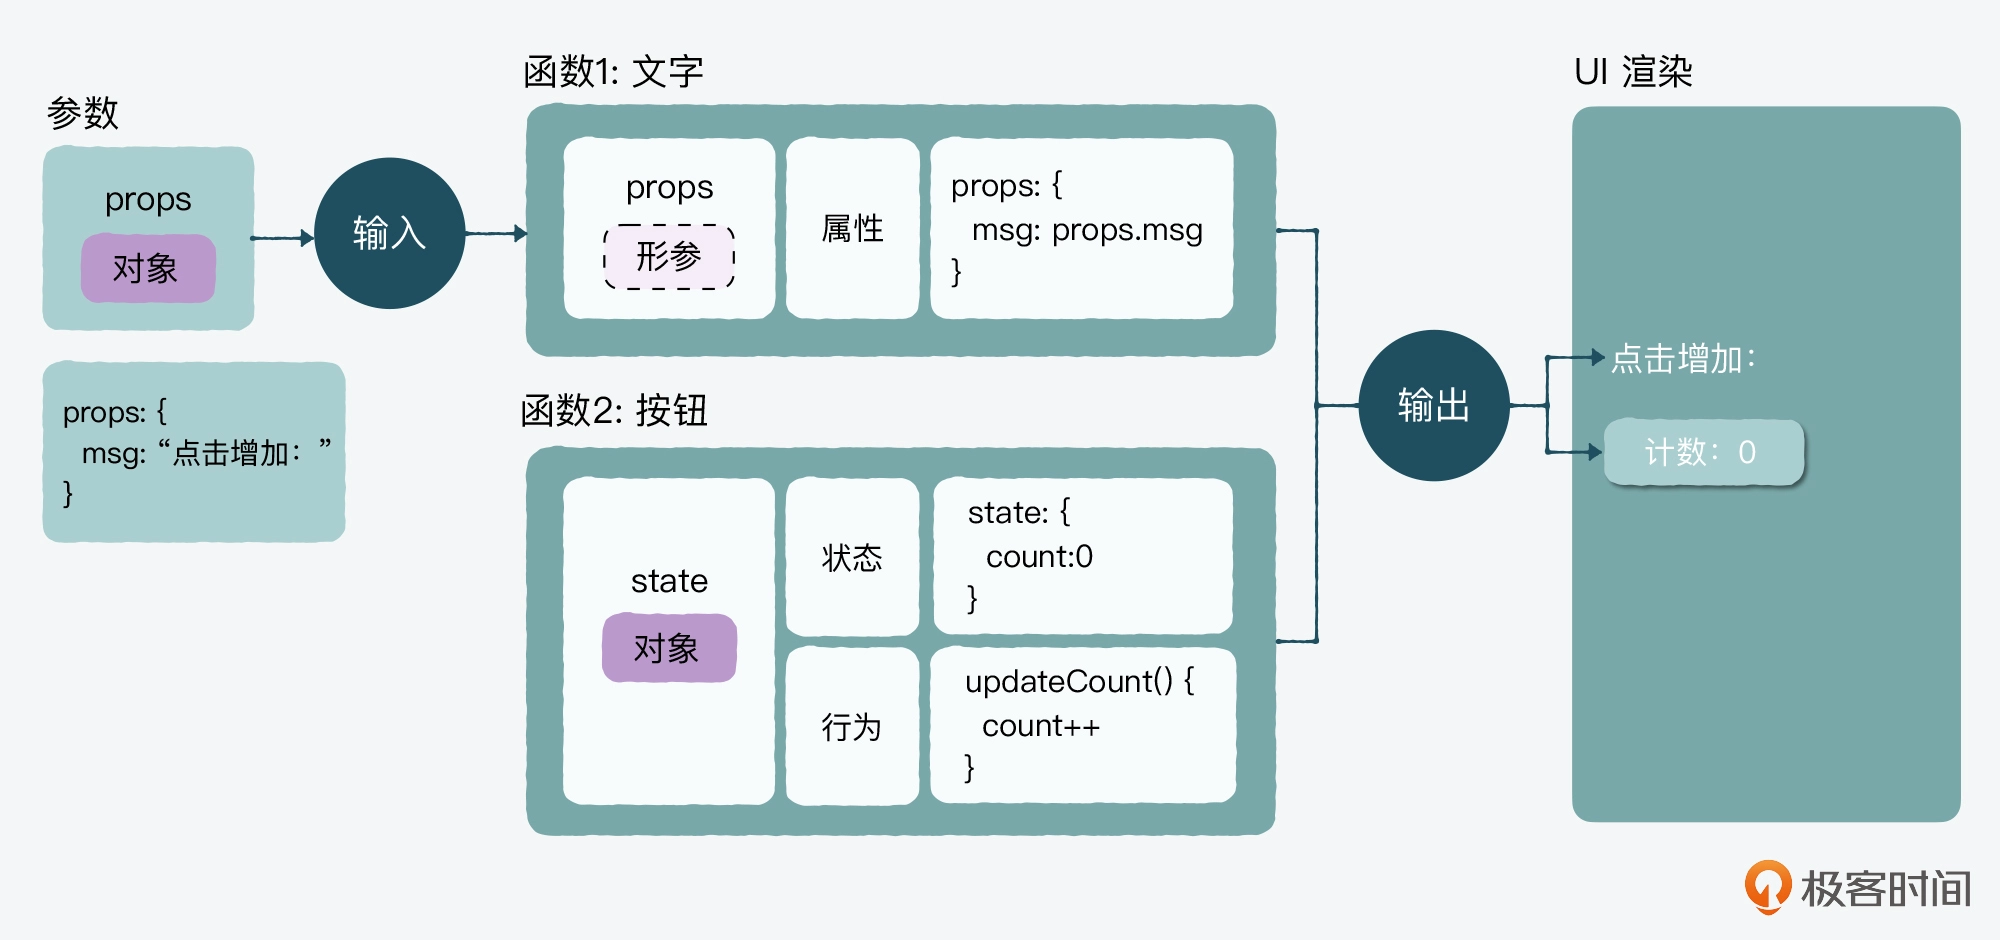 参数
props
对象
props: {
msg: “点击增加：”
}
输入
函数1: 文字
props
形参
属性
props: {
msg: props.msg
}
函数2: 按钮
state
对象
状态
state: {
count:0
}
行为
updateCount() {
count++
}
输出
UI 渲染
点击增加：
计数：0
极客时间